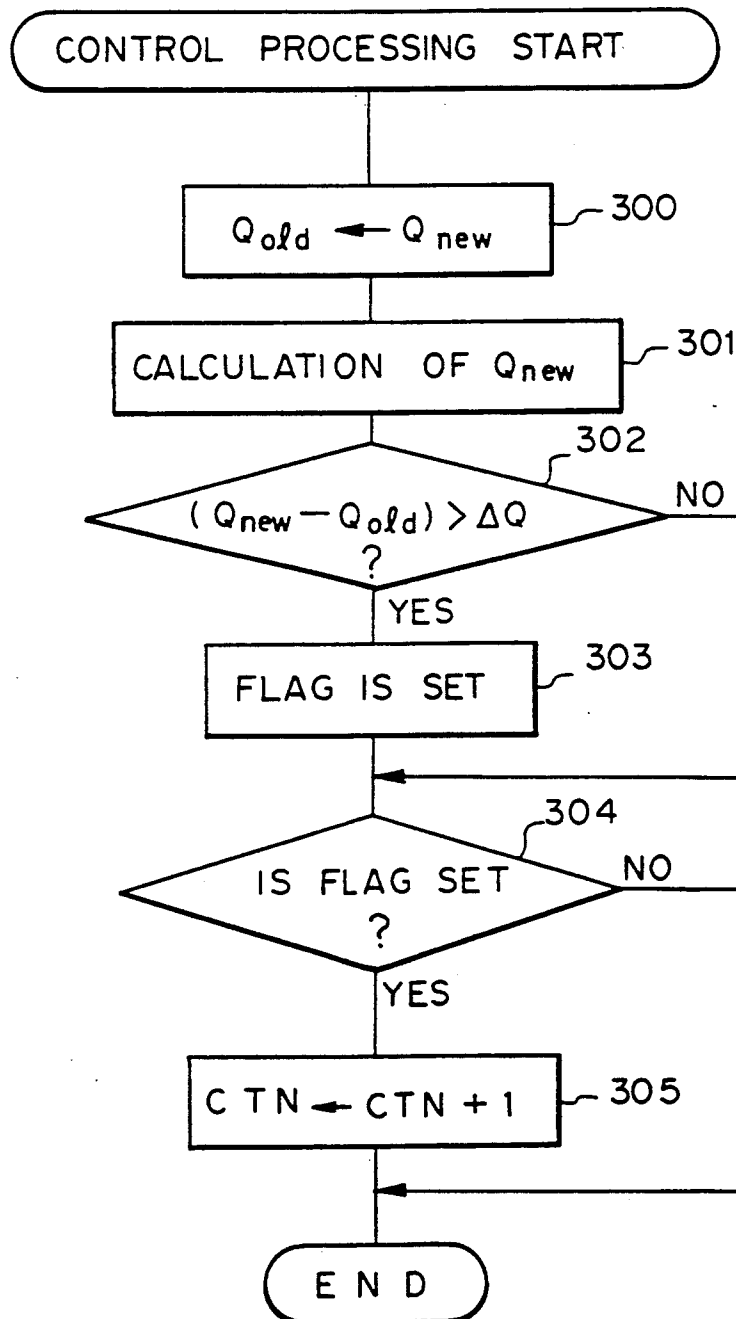 CONTROL PROCESSING START
Qold ← Qnew
300
CALCULATION OF Qnew
301
302
(Qnew − Qold) > ΔQ
?
NO
YES
FLAG IS SET
303
304
IS FLAG SET
?
NO
YES
CTN ← CTN + 1
305
END